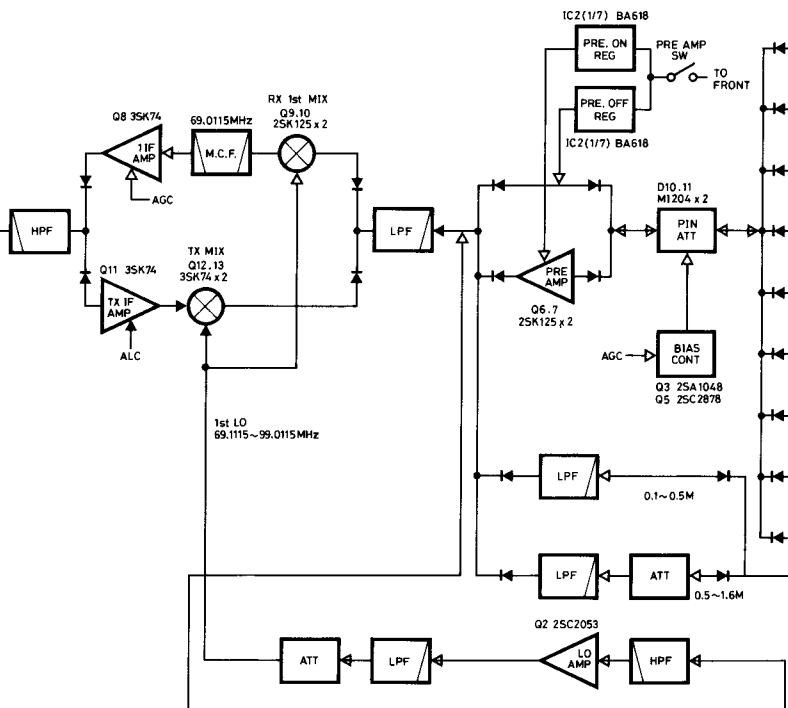 IC2(1/7) BA618
PRE. ON
REG
PRE AMP
SW
TO
FRONT
PRE. OFF
REG
IC2(1/7) BA618
RX 1st MIX
Q9.10
2SK125 x 2
69.0115MHz
M.C.F.
Q8 3SK74
1 IF
AMP
AGC
HPF
LPF
D10.11
MI204 x 2
PIN
ATT
PRE
AMP
Q6.7
2SK125 x 2
TX MIX
Q12.13
3SK74 x 2
Q11 3SK74
TX IF
AMP
ALC
AGC
BIAS
CONT
Q3 2SA1048
Q5 2SC2878
1st LO
69.1115~99.0115MHz
LPF
0.1~0.5M
LPF
ATT
0.5~1.6M
Q2 2SC2053
ATT
LPF
LO
AMP
HPF